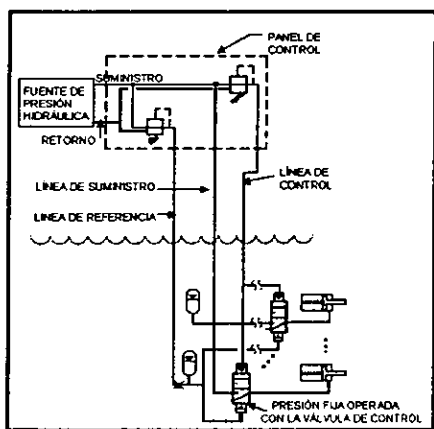 PANEL DE
CONTROL
SUMINISTRO
FUENTE DE
PRESIÓN
HIDRÁULICA
RETORNO
LÍNEA DE SUMINISTRO
LÍNEA DE
CONTROL
LINEA DE REFERENCIA
PRESIÓN FIJA OPERADA
CON LA VÁLVULA DE CONTROL